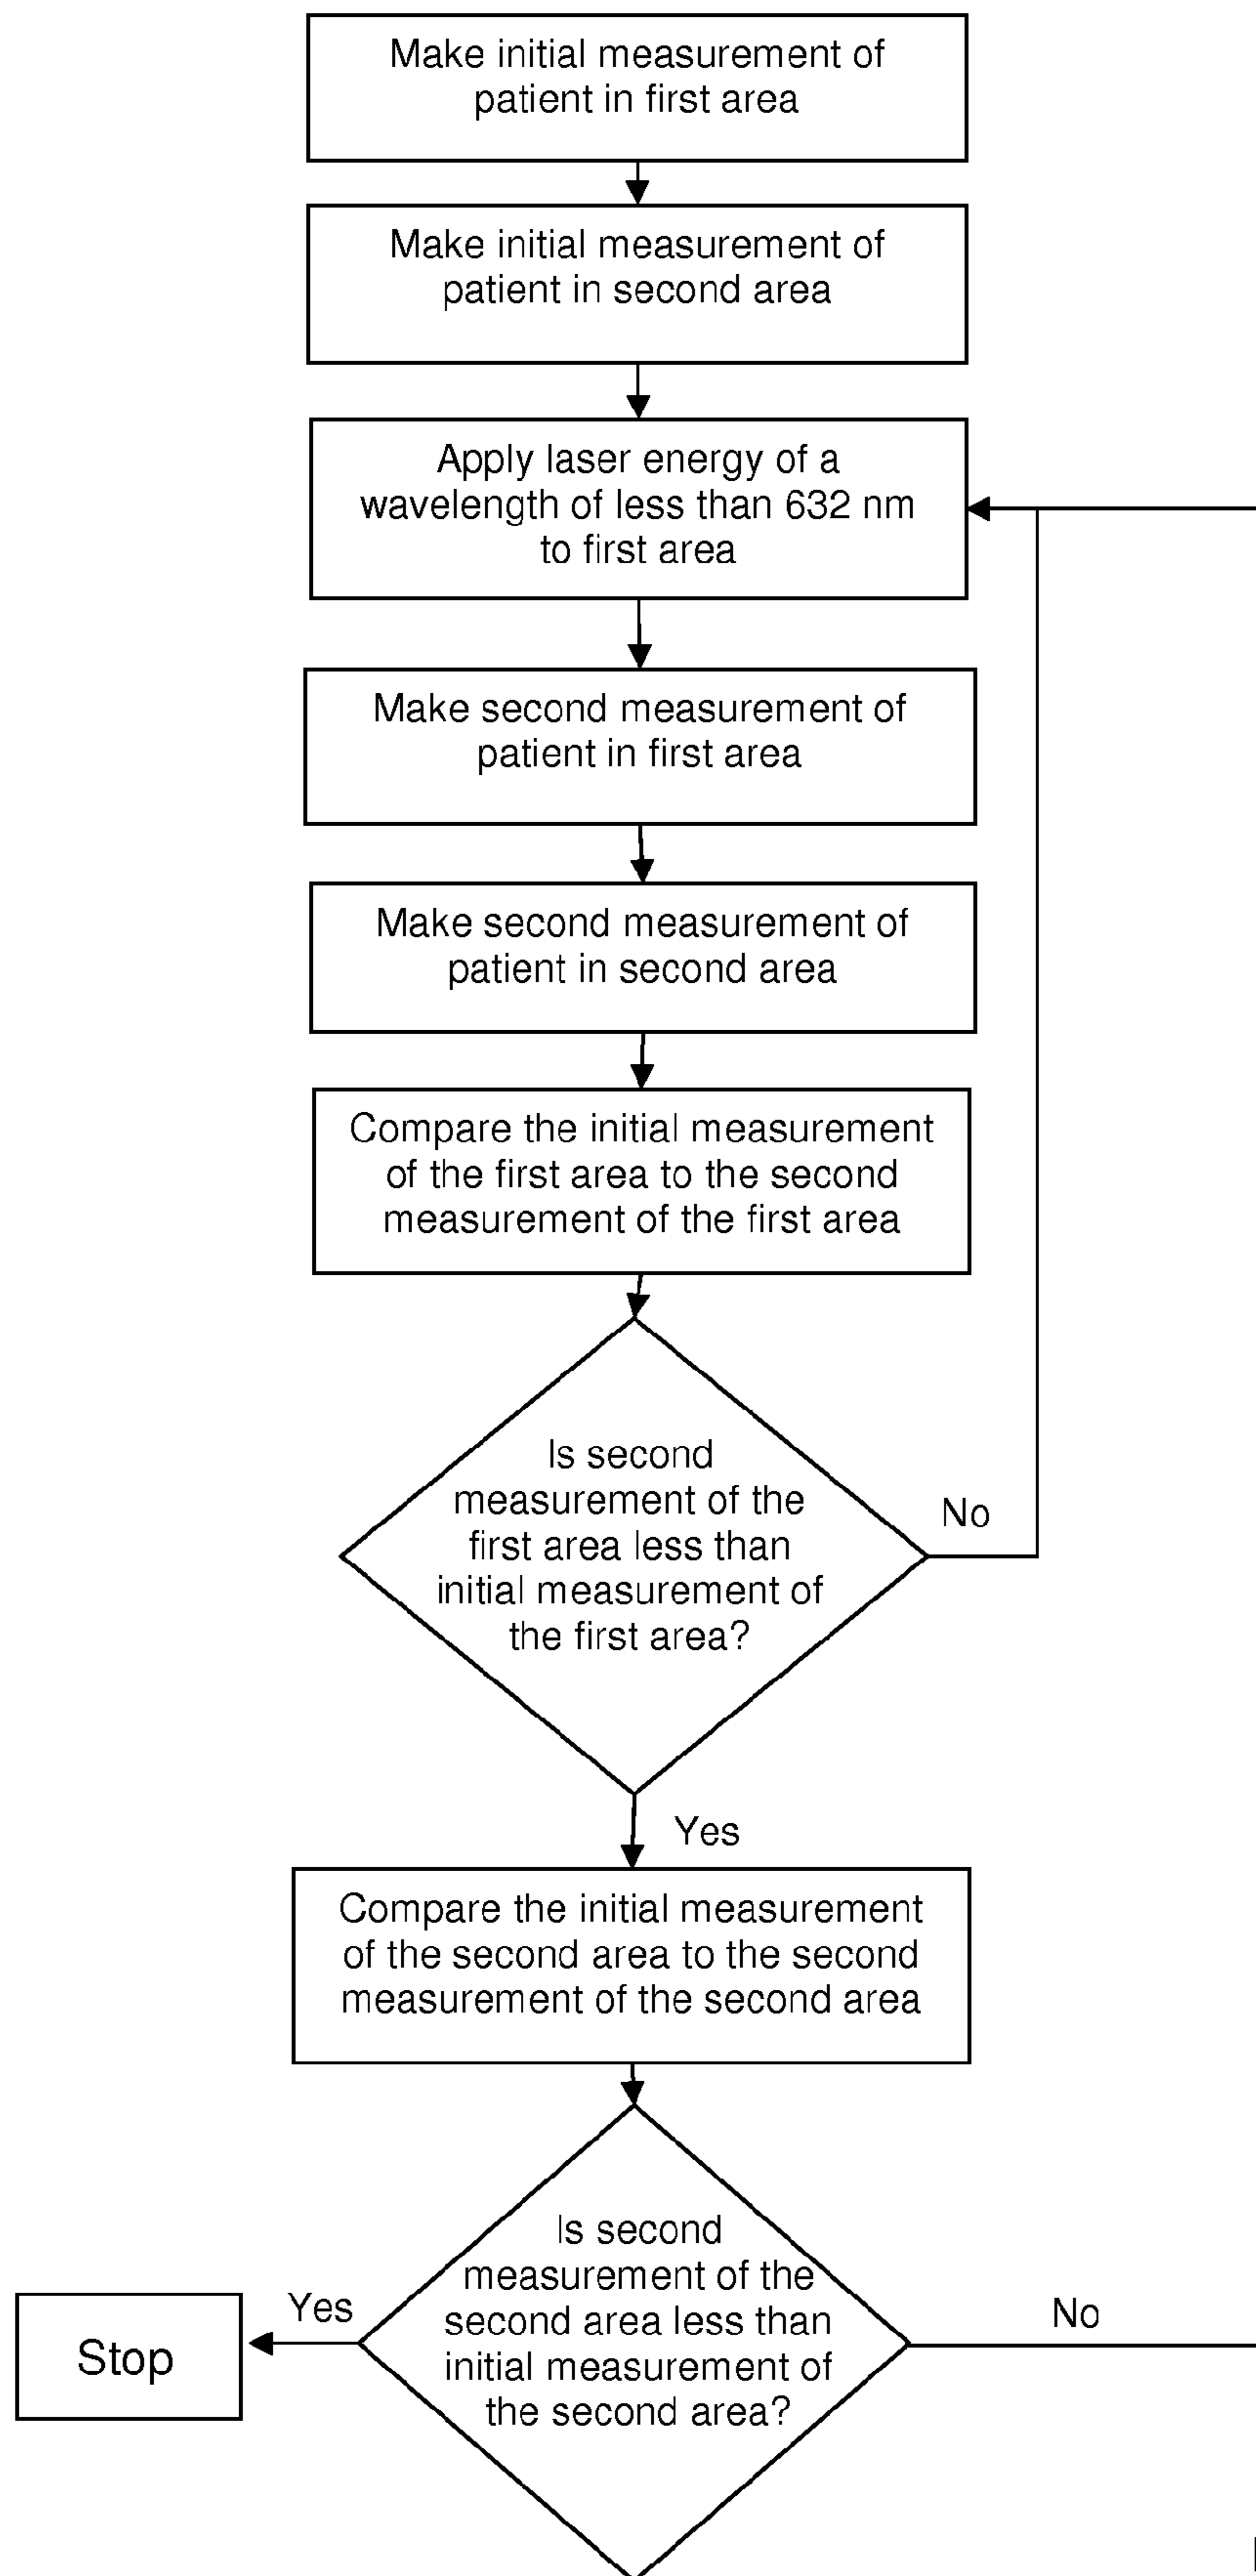 Make initial measurement of
patient in first area
Make initial measurement of
patient in second area
Apply laser energy of a
wavelength of less than 632 nm
to first area
Make second measurement of
patient in first area
Make second measurement of
patient in second area
Compare the initial measurement
of the first area to the second
measurement of the first area
Is second
measurement of the
first area less than
initial measurement of
the first area?
No
Yes
Compare the initial measurement
of the second area to the second
measurement of the second area
Is second
measurement of the
second area less than
initial measurement of
the second area?
Yes
No
Stop